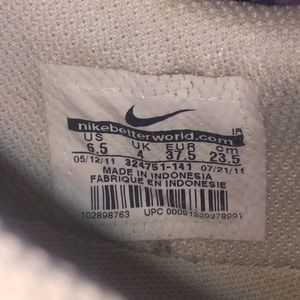 nikebetterworld.com
US UK EUR cm
6.5 4 37.5 23.5
05/12/11 324751-141 07/21/11
MADE IN INDONESIA
FABRIQUE EN INDONESIE
102898763 UPC